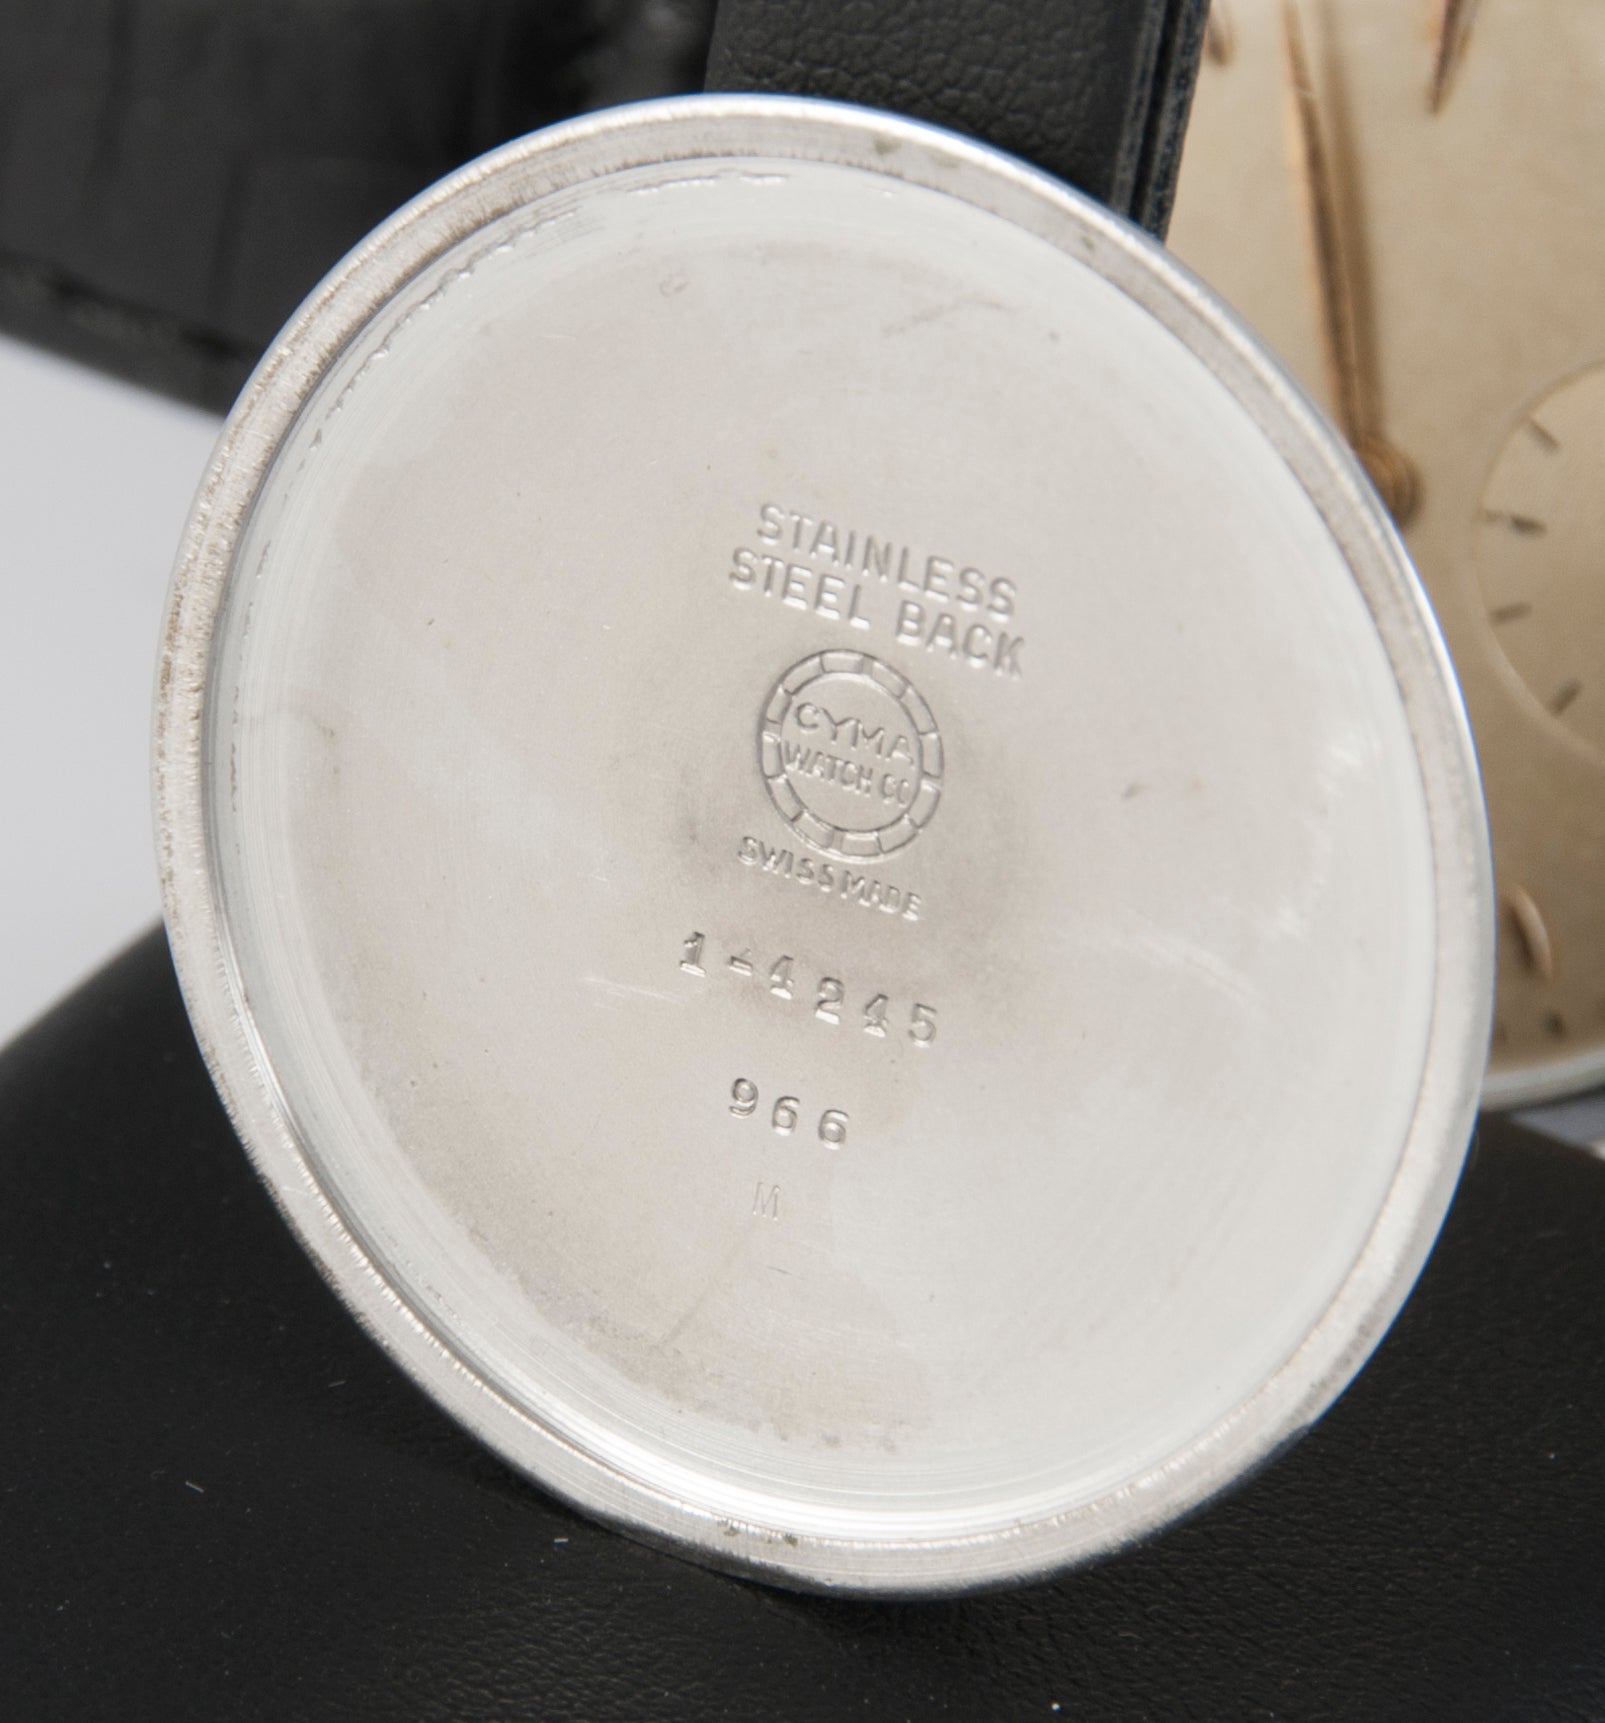 STAINLESS
STEEL BACK
CYMA
WATCH CO
SWISS MADE
1-4245
966
M